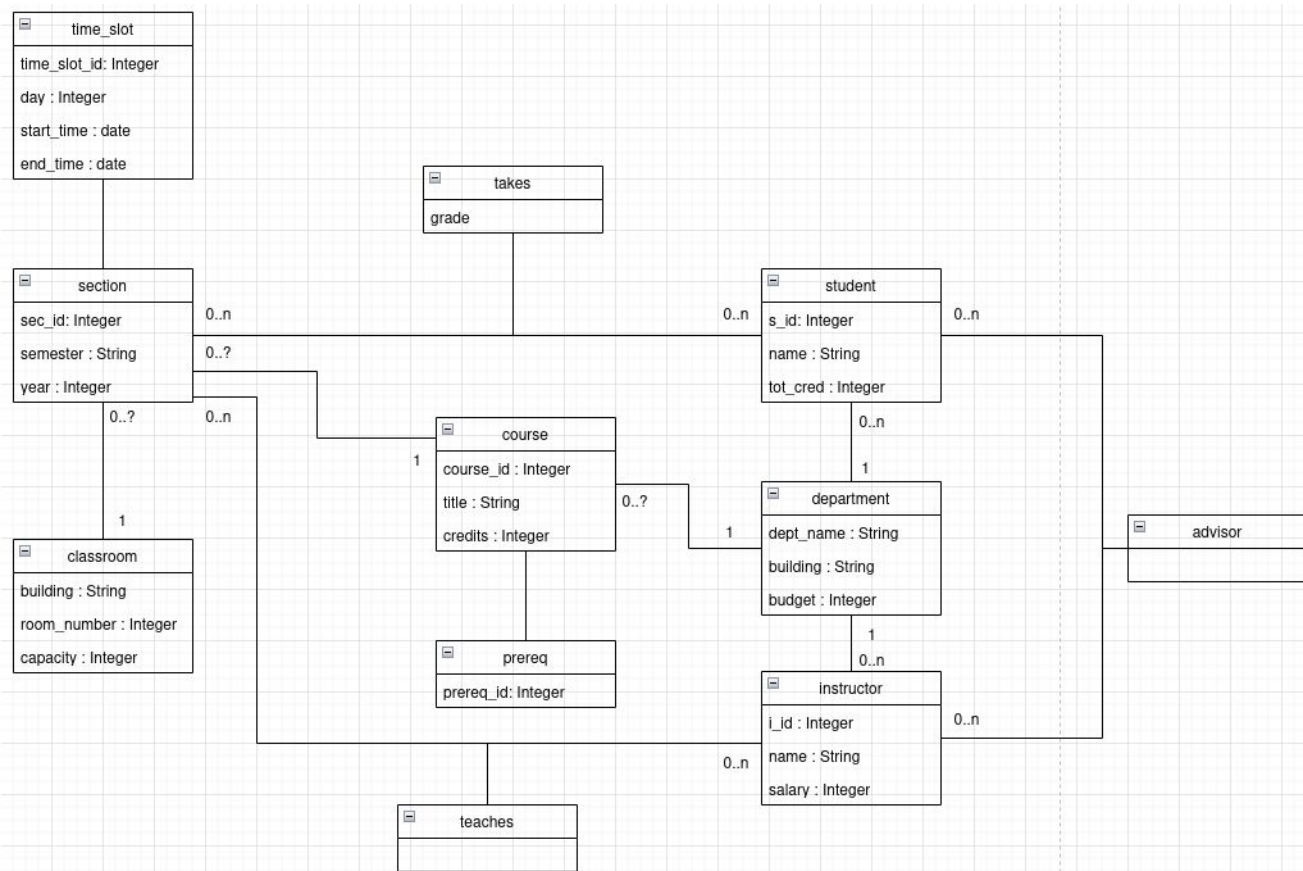 time_slot
time_slot_id: Integer
day : Integer
start_time : date
end_time : date
takes
grade
section
sec_id: Integer
semester : String
year : Integer
0..n
0..?
0..n
0..?
1
0..n
student
s_id: Integer
name : String
tot_cred : Integer
0..n
0..n
1
course
course_id : Integer
title : String
credits : Integer
1
0..?
1
department
dept_name : String
building : String
budget : Integer
1
0..n
advisor
classroom
building : String
room_number : Integer
capacity : Integer
prereq
prereq_id: Integer
instructor
i_id : Integer
name : String
salary : Integer
0..n
0..n
teaches